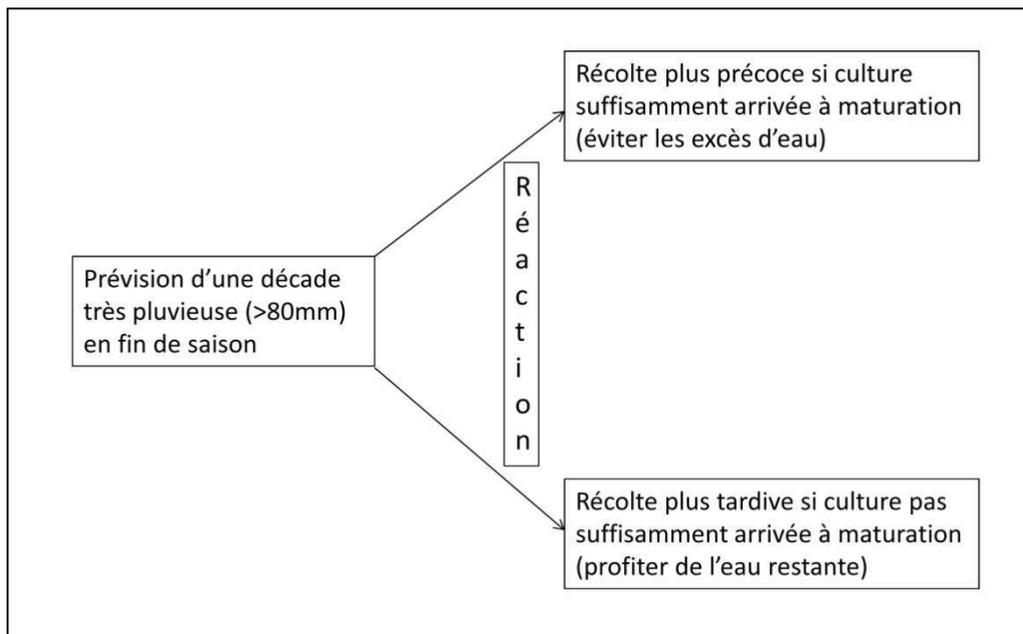 Prévision d'une décade
très pluvieuse (>80mm)
en fin de saison
Réaction
Récolte plus précoce si culture
suffisamment arrivée à maturation
(éviter les excès d'eau)
Récolte plus tardive si culture pas
suffisamment arrivée à maturation
(profiter de l'eau restante)